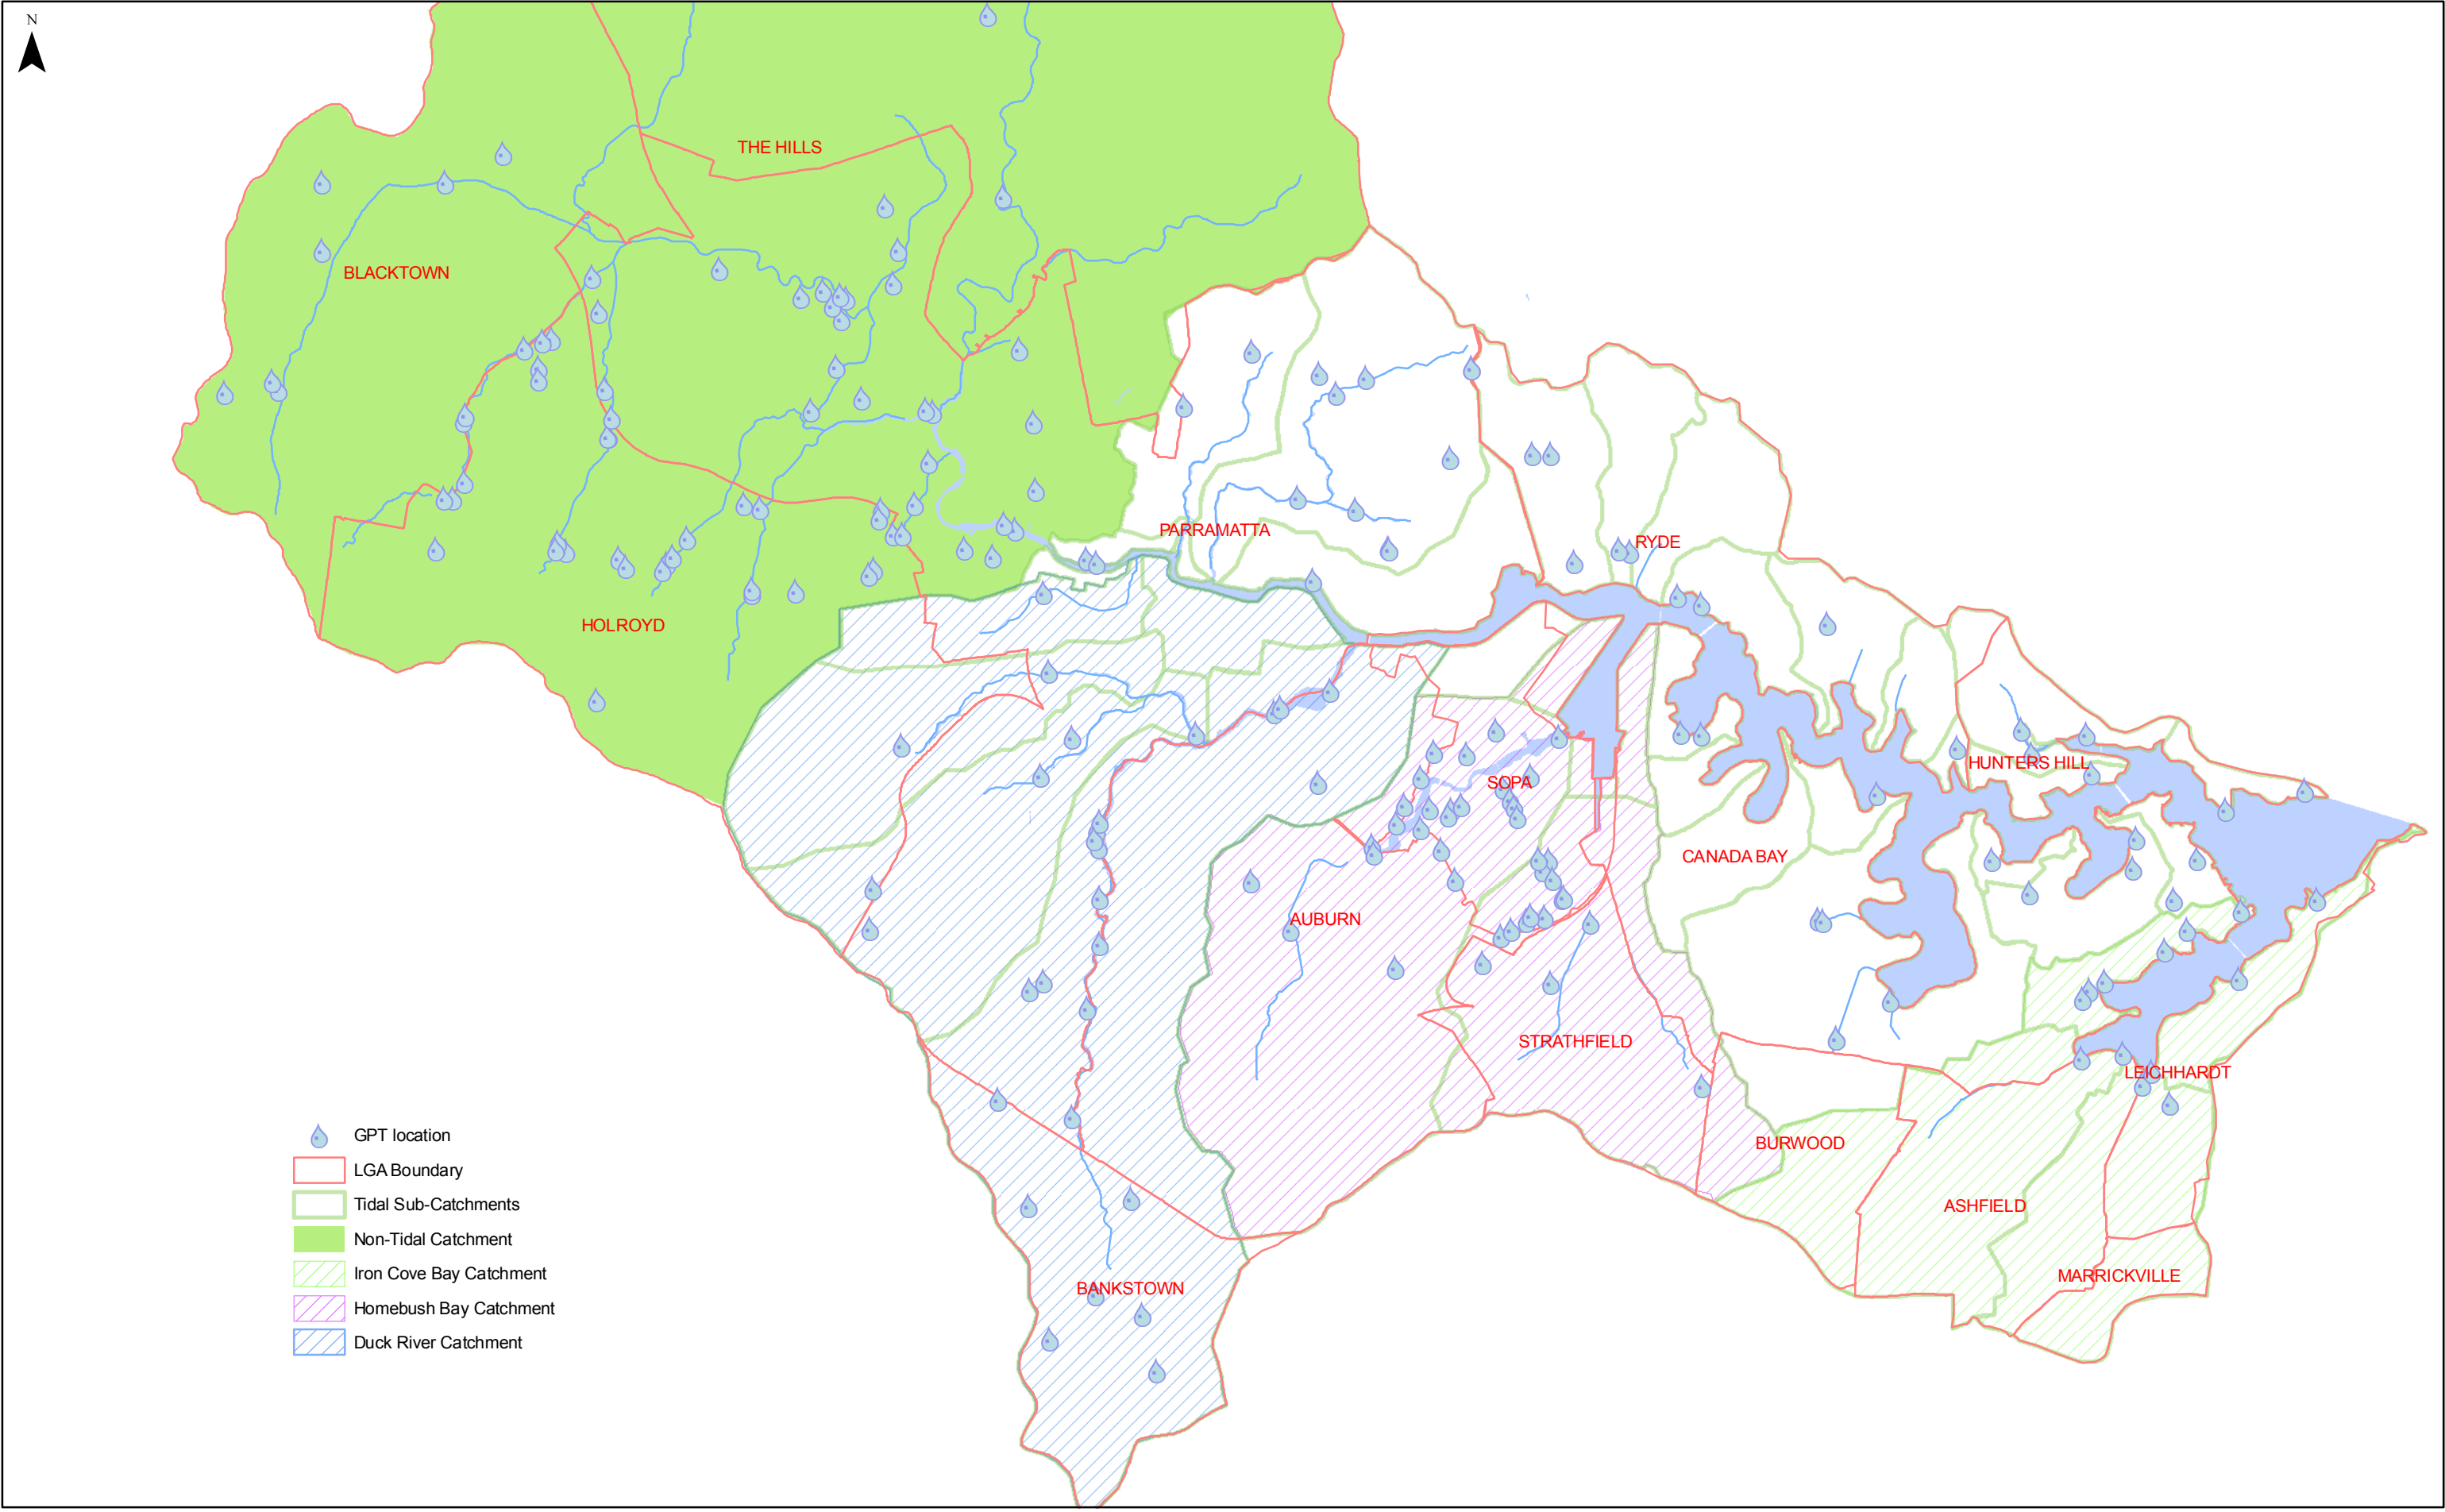 N
THE HILLS
BLACKTOWN
PARRAMATTA
RYDE
HOLROYD
HUNTERS HILL
SOPA
CANADA BAY
AUBURN
STRATHFIELD
LEICHHARDT
BURWOOD
ASHFIELD
MARRICKVILLE
BANKSTOWN
GPT location
LGA Boundary
Tidal Sub-Catchments
Non-Tidal Catchment
Iron Cove Bay Catchment
Homebush Bay Catchment
Duck River Catchment